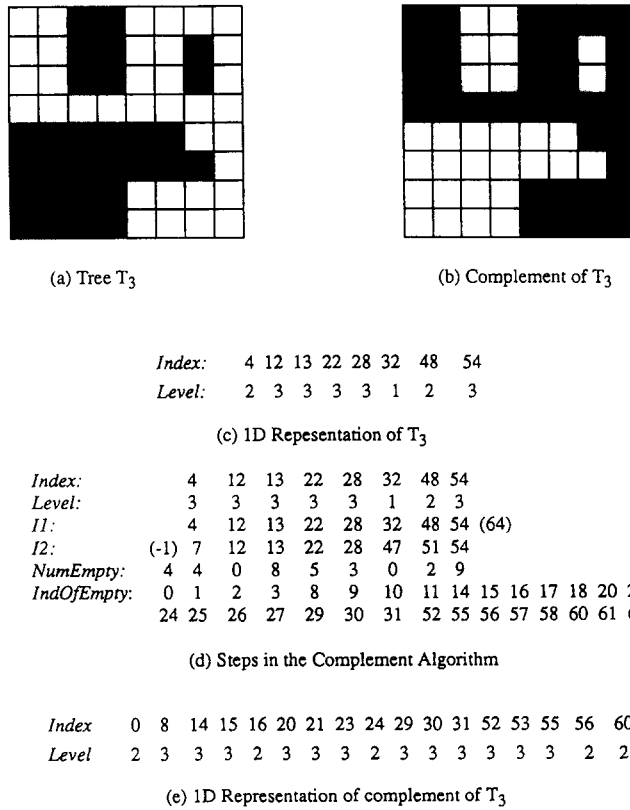 (a) Tree T3
(b) Complement of T3
Index: 4 12 13 22 28 32 48 54
Level: 2 3 3 3 3 1 2 3
(c) 1D Repesentation of T3
Index: 4 12 13 22 28 32 48 54
Level: 3 3 3 3 3 1 2 3
I1: 4 12 13 22 28 32 48 54 (64)
I2: (-1) 7 12 13 22 28 47 51 54
NumEmpty: 4 4 0 8 5 3 0 2 9
IndOfEmpty: 0 1 2 3 8 9 10 11 14 15 16 17 18 20
24 25 26 27 29 30 31 52 55 56 57 58 60 61
(d) Steps in the Complement Algorithm
Index 0 8 14 15 16 20 21 23 24 29 30 31 52 53 55 56 60
Level 2 3 3 3 2 3 3 3 2 3 3 3 3 3 3 2 2
(e) 1D Representation of complement of T3